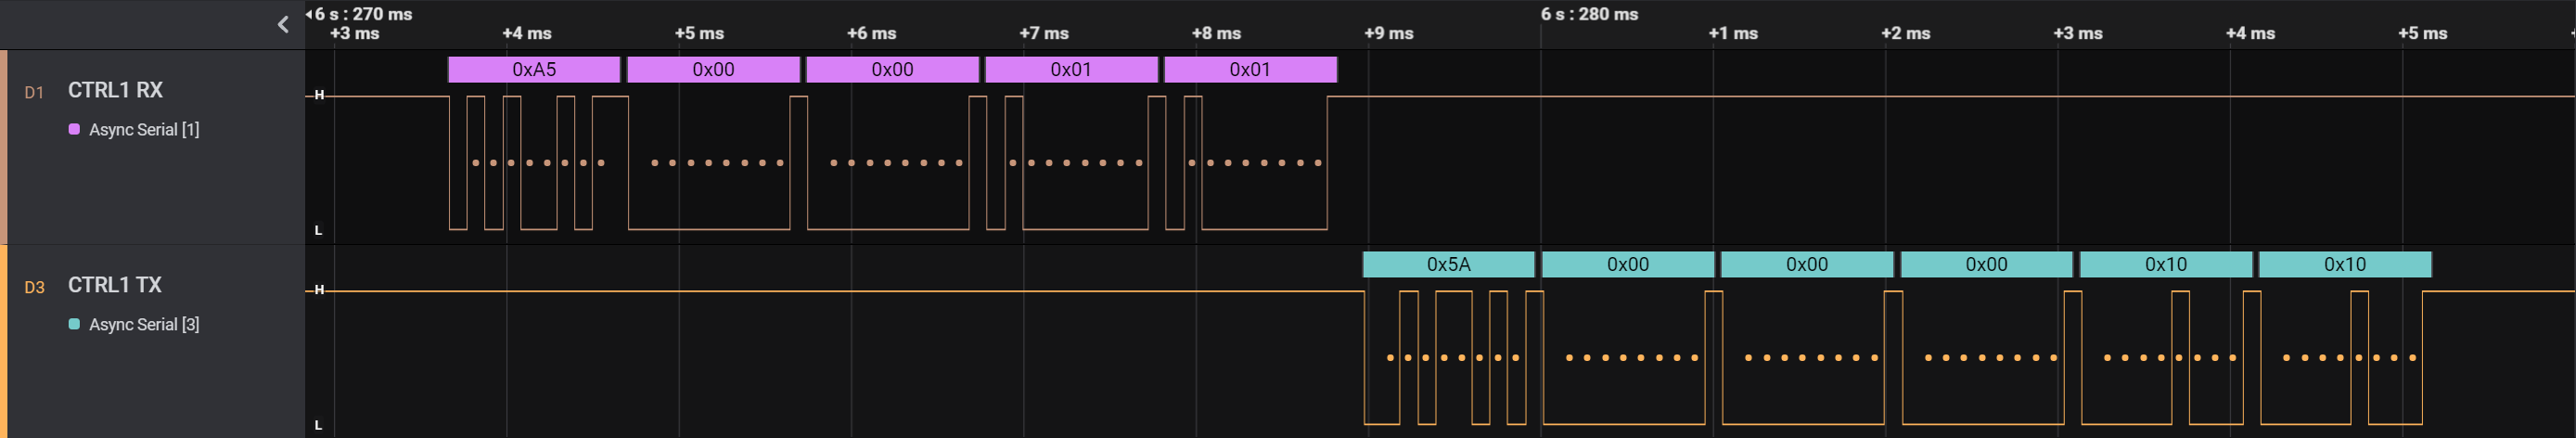 6 s : 270 ms
6 s : 280 ms
+3 ms +4 ms +5 ms +6 ms +7 ms +8 ms +9 ms +1 ms +2 ms +3 ms +4 ms +5 ms
0xA5 0x00 0x00 0x01 0x01
D1 CTRL1 RX
H
Async Serial [1]
L
0x5A 0x00 0x00 0x00 0x10 0x10
D3 CTRL1 TX
H
Async Serial [3]
L